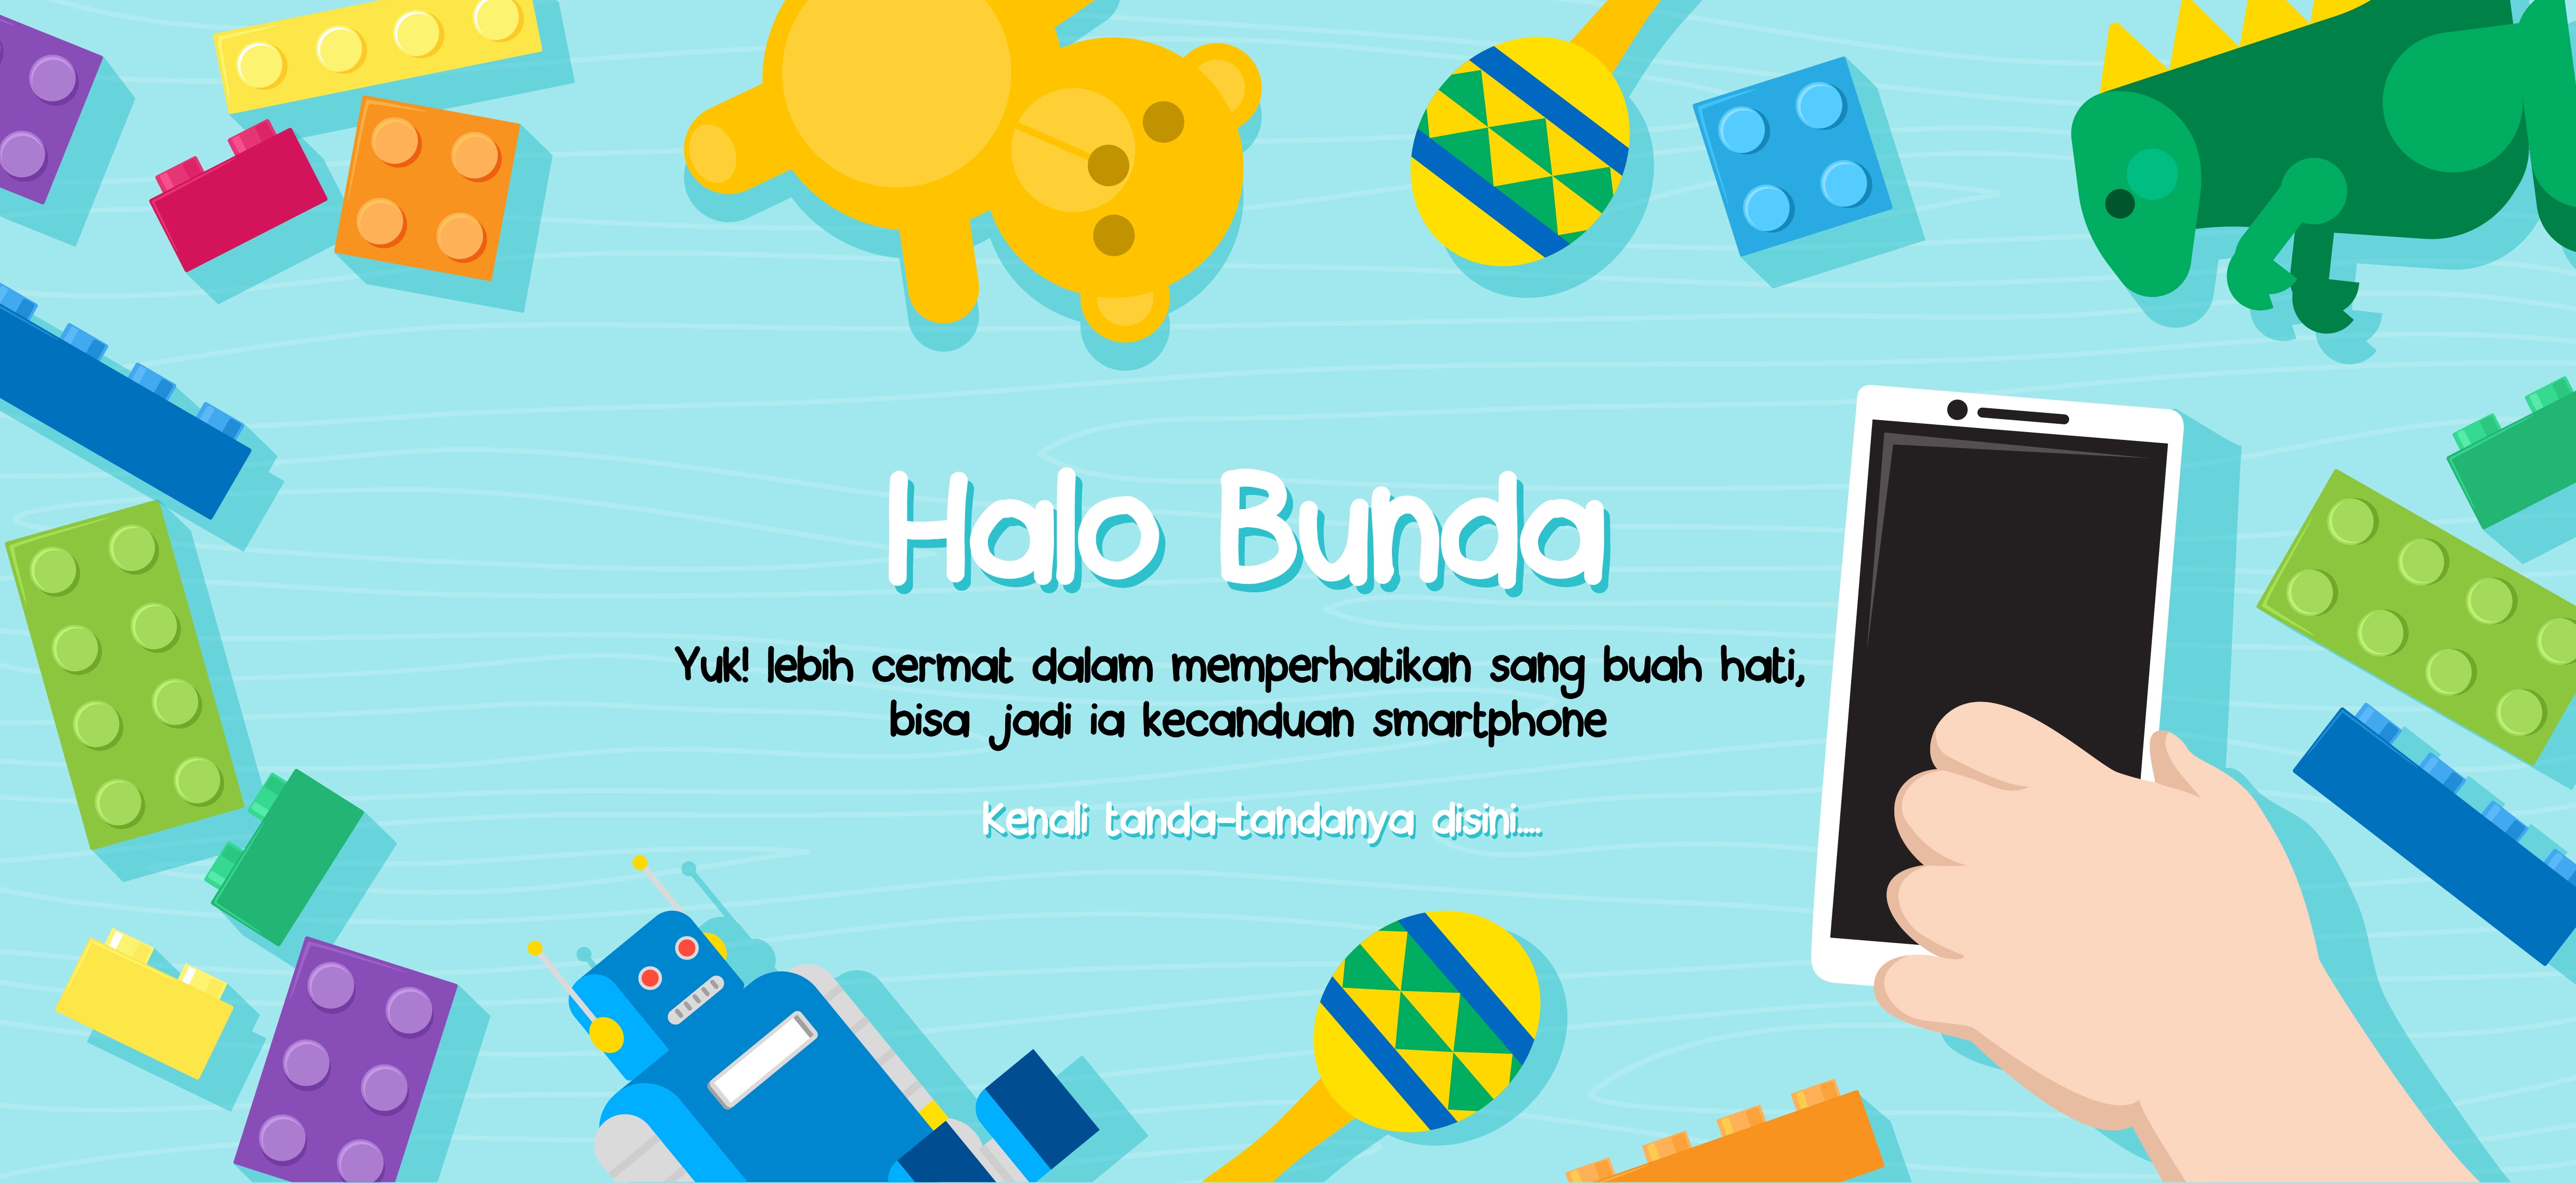 Halo Bunda
Yuk! lebih cermat dalam memperhatikan sang buah hati,
bisa jadi ia kecanduan smartphone
Kenali tanda-tandanya disini....